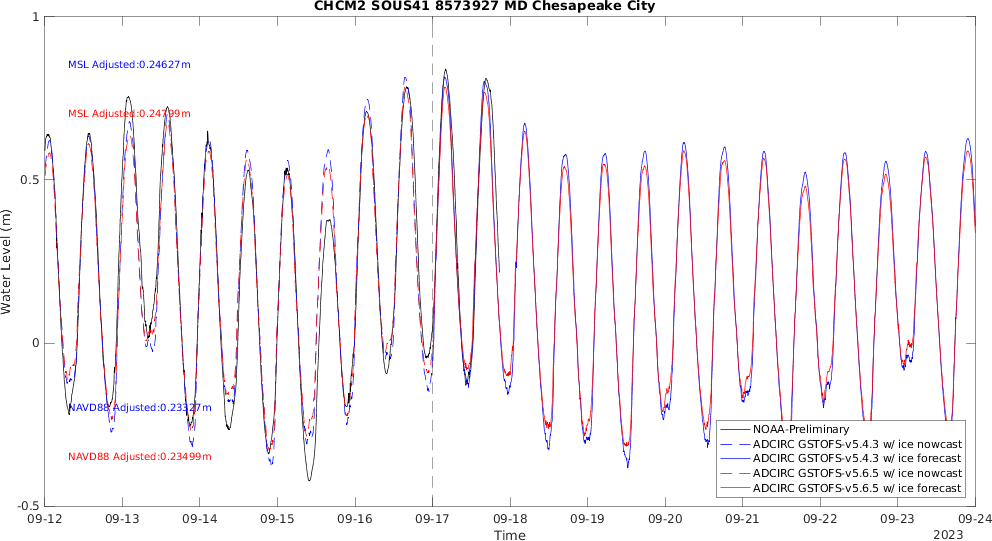 CHCM2 SOUS41 8573927 MD Chesapeake City
1
MSL Adjusted:0.24627m
MSL Adjusted:0.24799m
0.5
Water Level (m)
0
NAVD88 Adjusted:0.23327m
NAVD88 Adjusted:0.23499m
-0.5
NOAA-Preliminary
ADCIRC GSTOFS-v5.4.3 w/ ice nowcast
ADCIRC GSTOFS-v5.4.3 w/ ice forecast
ADCIRC GSTOFS-v5.6.5 w/ ice nowcast
ADCIRC GSTOFS-v5.6.5 w/ ice forecast
09-12 09-13 09-14 09-15 09-16 09-17 09-18 09-19 09-20 09-21 09-22 09-23 09-24
Time
2023